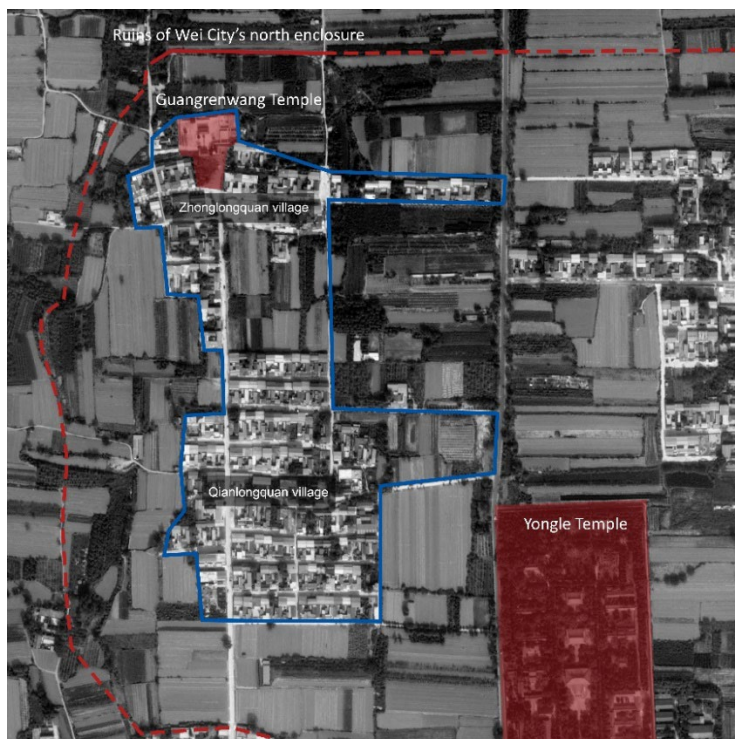 Ruins of Wei City's north enclosure
Guangrenwang Temple
Zhonglongquan village
Qianlongquan village
Yongle Temple